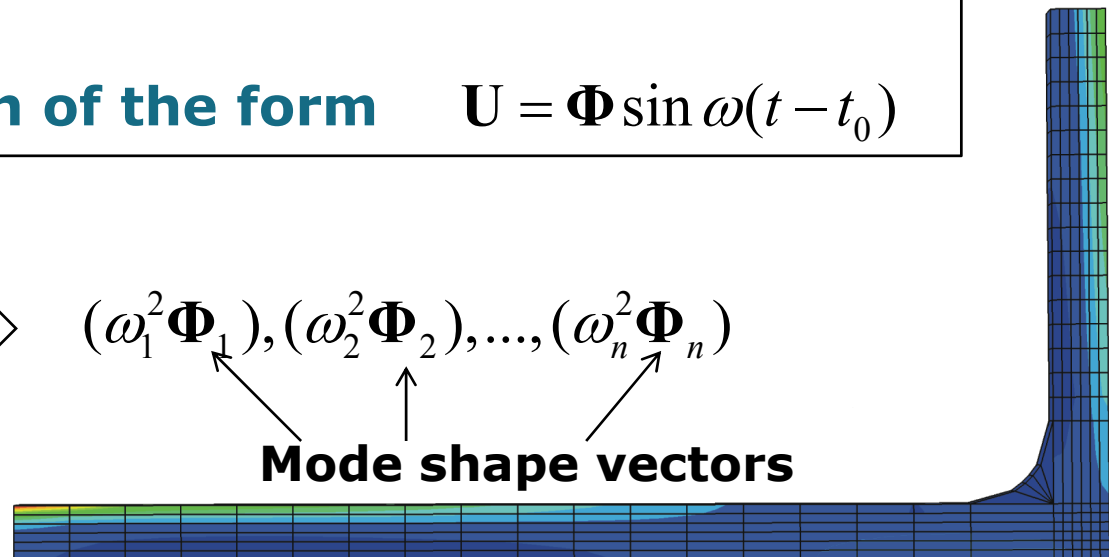 n of the form U = Φ sin ω(t − t₀)
(ω₁²Φ₁), (ω₂²Φ₂),..., (ωₙ²Φₙ)
Mode shape vectors